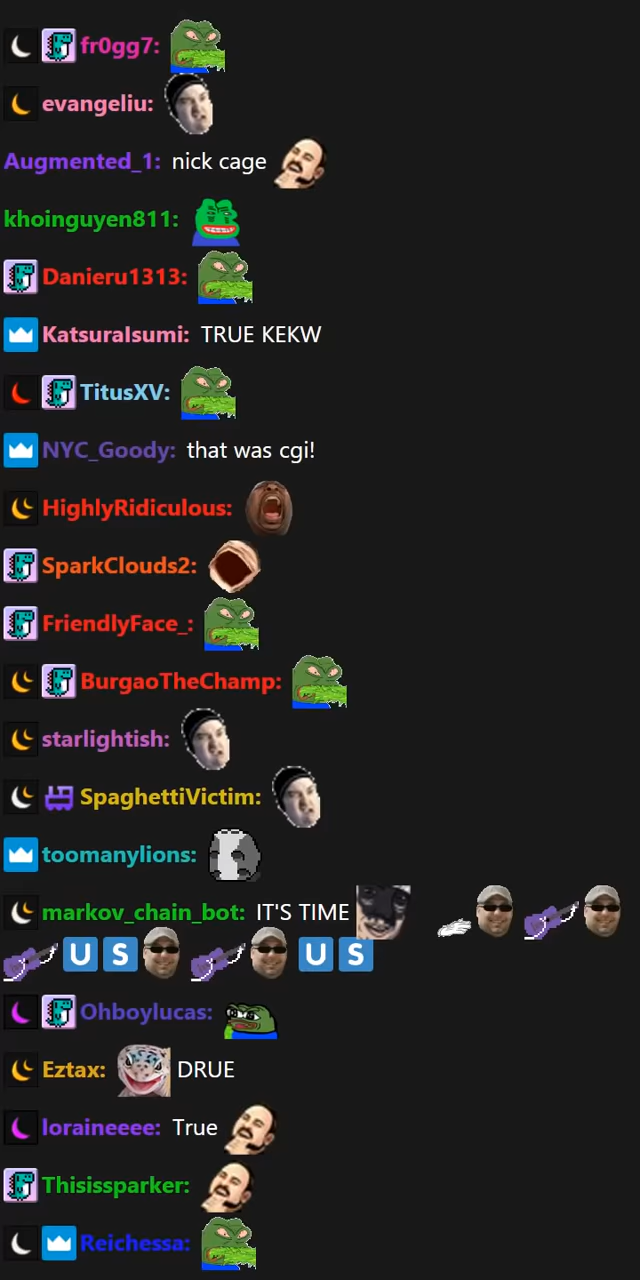 fr0gg7:
evangeliu:
Augmented_1: nick cage
khoinguyen811:
Danieru1313:
KatsuraIsumi: TRUE KEKW
TitusXV:
NYC_Goody: that was cgi!
HighlyRidiculous:
SparkClouds2:
FriendlyFace_:
BurgaoTheChamp:
starlightish:
SpaghettiVictim:
toomanylions:
markov_chain_bot: IT'S TIME
U S U S
Ohboylucas:
Eztax: DRUE
loraineeee: True
Thisissparker:
Reichessa: